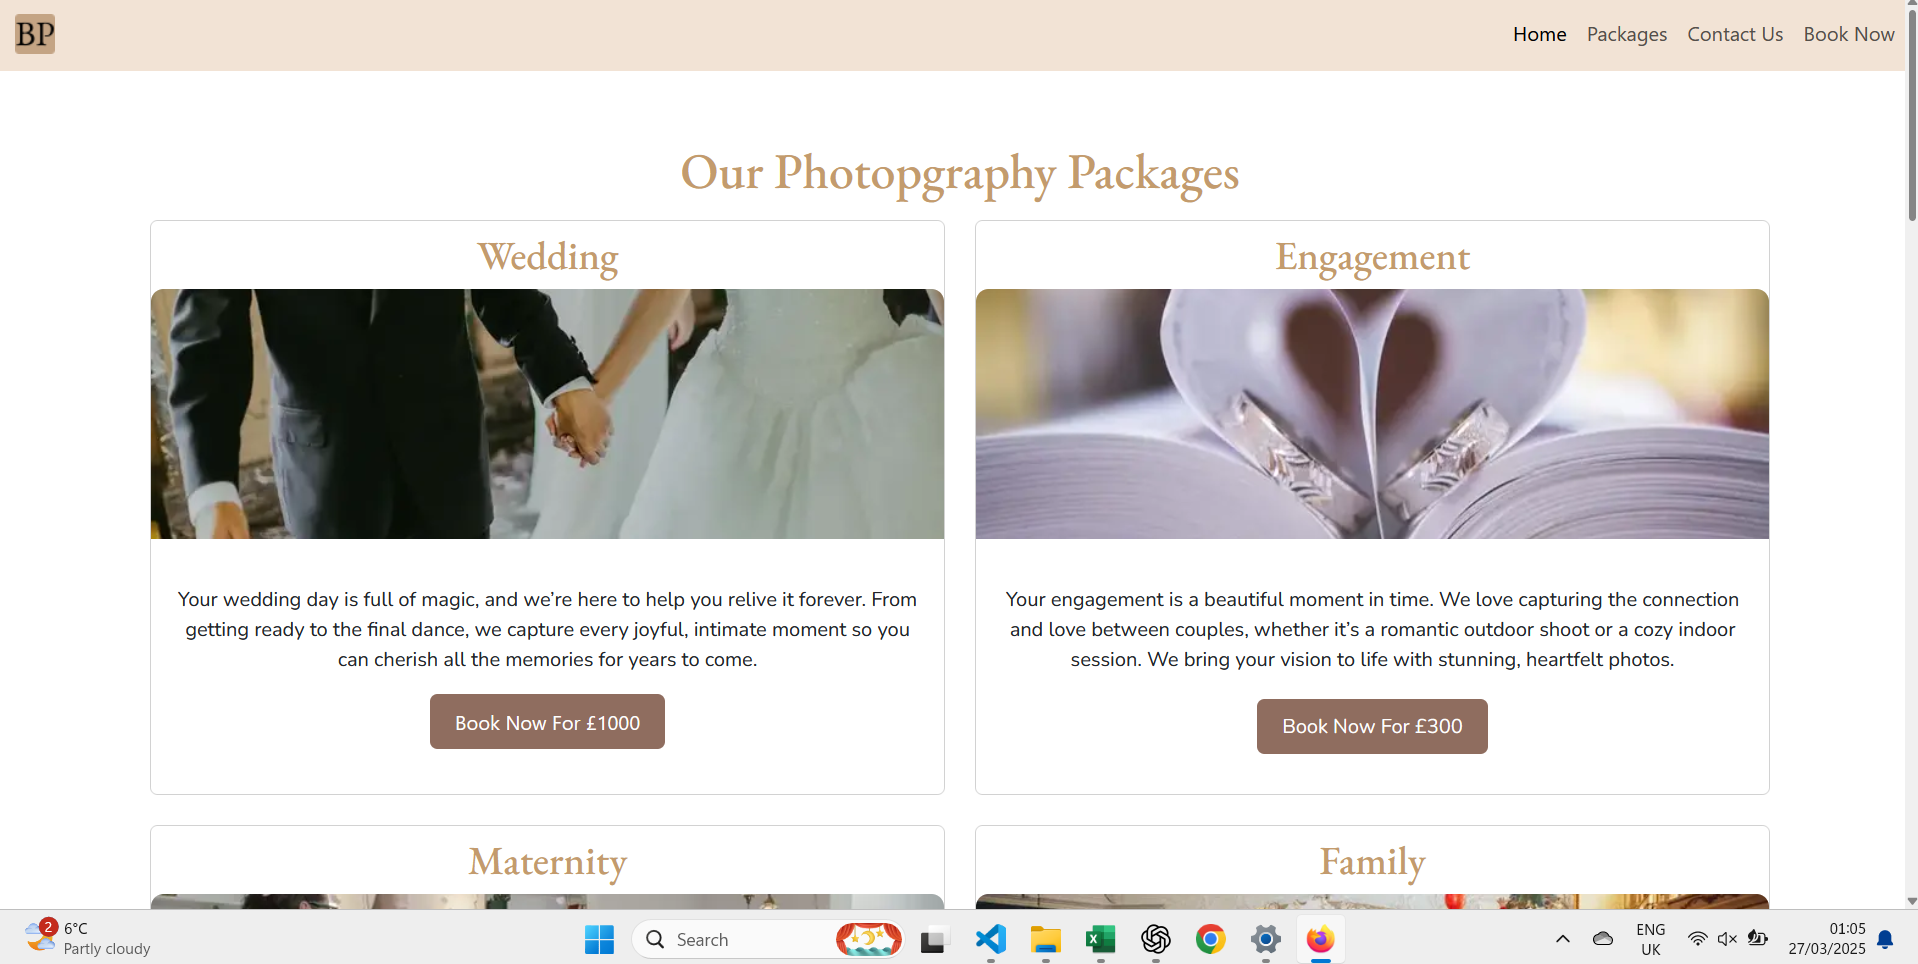 BP
Home Packages Contact Us Book Now
Our Photopgraphy Packages
Wedding
Your wedding day is full of magic, and we’re here to help you relive it forever. From
getting ready to the final dance, we capture every joyful, intimate moment so you
can cherish all the memories for years to come.
Book Now For £1000
Engagement
Your engagement is a beautiful moment in time. We love capturing the connection
and love between couples, whether it’s a romantic outdoor shoot or a cozy indoor
session. We bring your vision to life with stunning, heartfelt photos.
Book Now For £300
Maternity
Family
2
6°C
Partly cloudy
Search
ENG
UK
01:05
27/03/2025